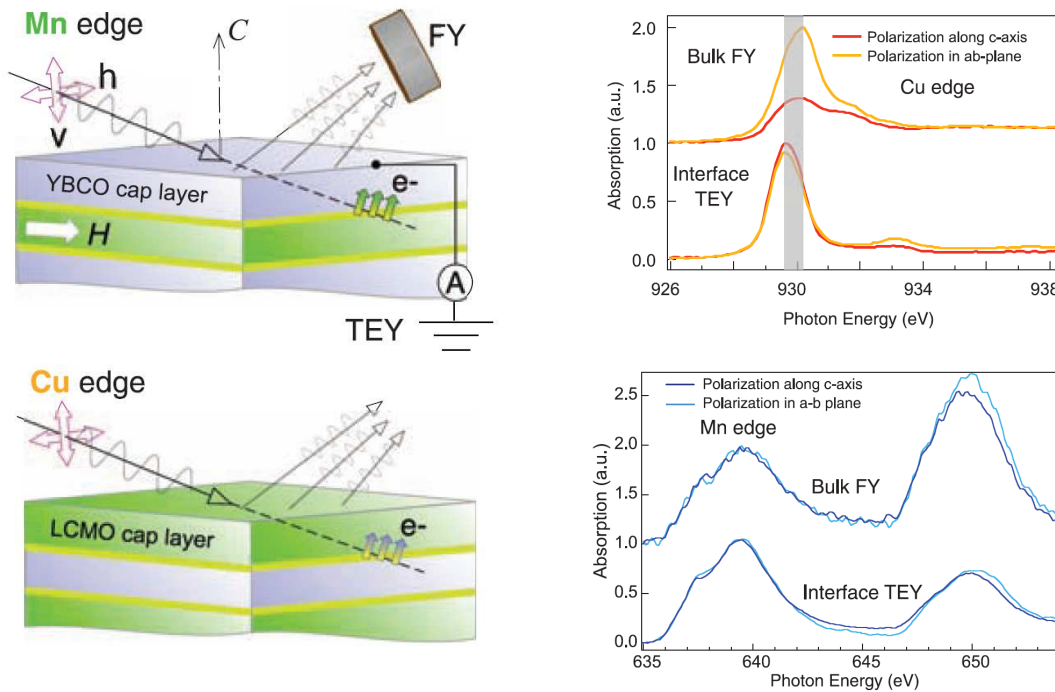 Mn edge
C
FY
h
v
YBCO cap layer
e-
H
A
TEY
Cu edge
LCMO cap layer
e-
Polarization along c-axis
Polarization in ab-plane
Bulk FY
Cu edge
Interface
TEY
Absorption (a.u.)
2.0
1.5
1.0
0.5
0.0
926
930
934
938
Photon Energy (eV)
Polarization along c-axis
Polarization in a-b plane
Mn edge
Bulk FY
Interface TEY
Absorption (a.u.)
2.5
2.0
1.5
1.0
0.5
0.0
635
640
645
650
Photon Energy (eV)